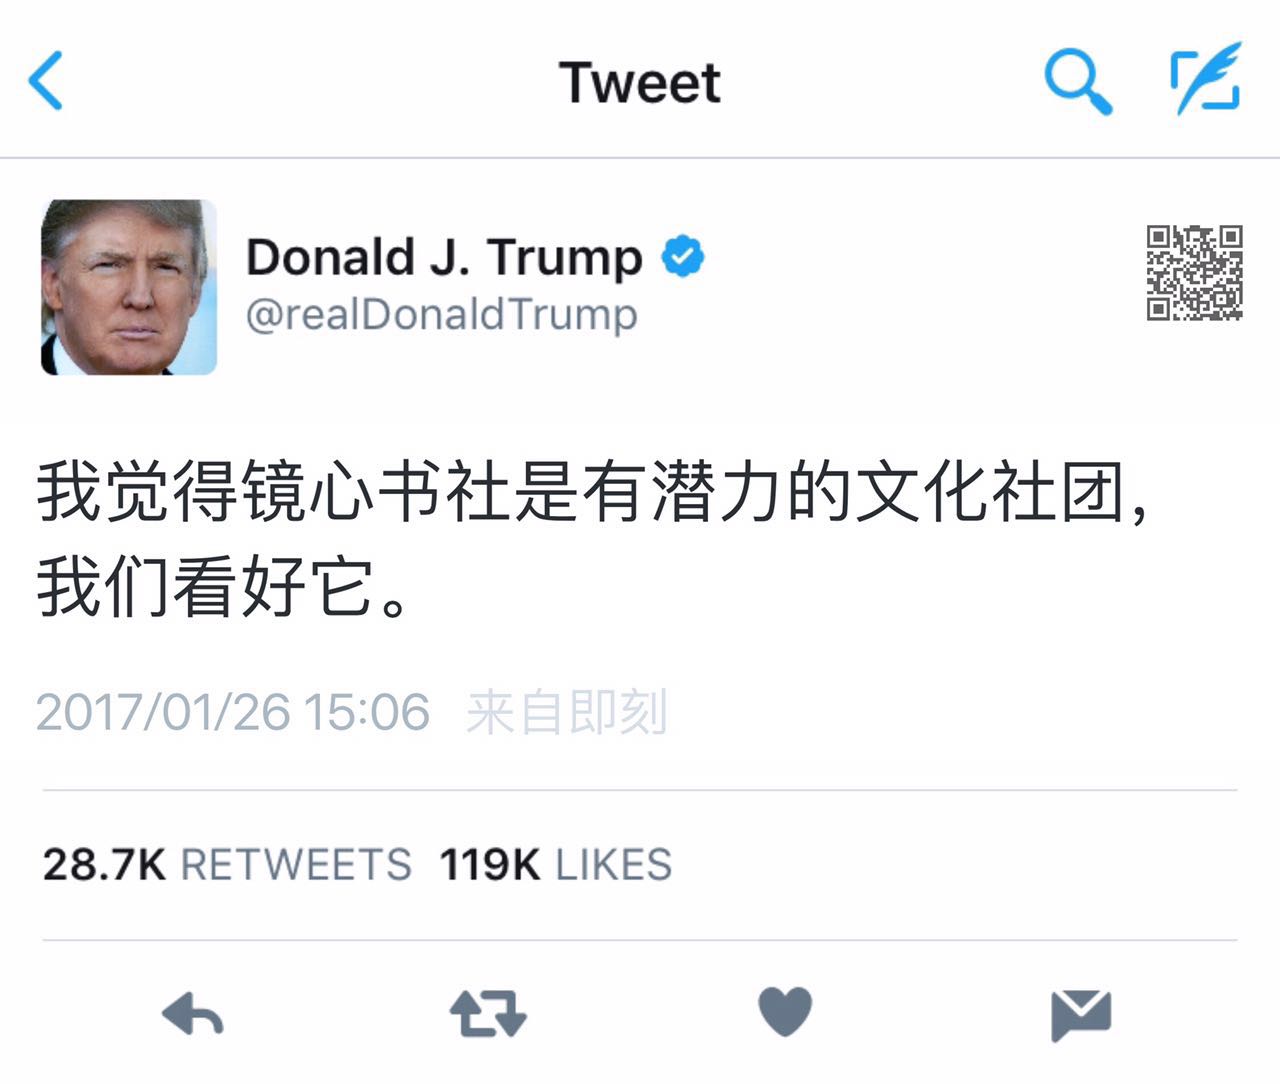 Tweet
Donald J. Trump
@realDonaldTrump
我觉得镜心书社是有潜力的文化社团,
我们看好它。
2017/01/26 15:06 来自即刻
28.7K RETWEETS 119K LIKES